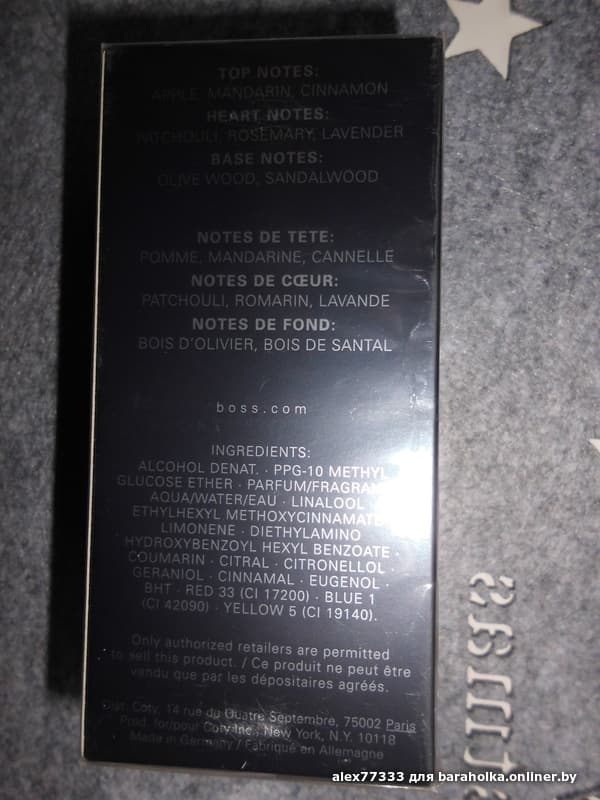 TOP NOTES:
APPLE, MANDARIN, CINNAMON
HEART NOTES:
PATCHOULI, ROSEMARY, LAVENDER
BASE NOTES:
OLIVE WOOD, SANDALWOOD
NOTES DE TETE:
POMME, MANDARINE, CANNELLE
NOTES DE CŒUR:
PATCHOULI, ROMARIN, LAVANDE
NOTES DE FOND:
BOIS D'OLIVIER, BOIS DE SANTAL
boss.com
INGREDIENTS:
ALCOHOL DENAT. · PPG-10 METHYL
GLUCOSE ETHER · PARFUM/FRAGRANCE
AQUA/WATER/EAU · LINALOOL
ETHYLHEXYL METHOXYCINNAMATE
LIMONENE · DIETHYLAMINO
HYDROXYBENZOYL HEXYL BENZOATE ·
COUMARIN · CITRAL · CITRONELLOL ·
GERANIOL · CINNAMAL · EUGENOL ·
BHT · RED 33 (CI 17200) · BLUE 1
(CI 42090) · YELLOW 5 (CI 19140).
Only authorized retailers are permitted
to sell this product. / Ce produit ne peut être
vendu que par les dépositaires agréés.
Dist. Coty, 14 rue du Quatre Septembre, 75002 Paris
Prod. for/pour Coty Inc., New York, N.Y. 10118
Made in Germany / Fabriqué en Allemagne
alex77333 для baraholka.onliner.by